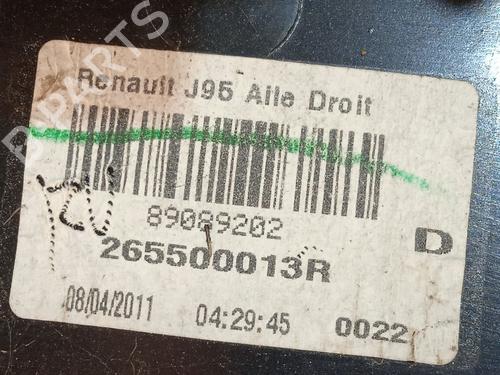 Renault J95 Aile Droit
89089202
D
265500013R
08/04/2011 04:29:45 0022